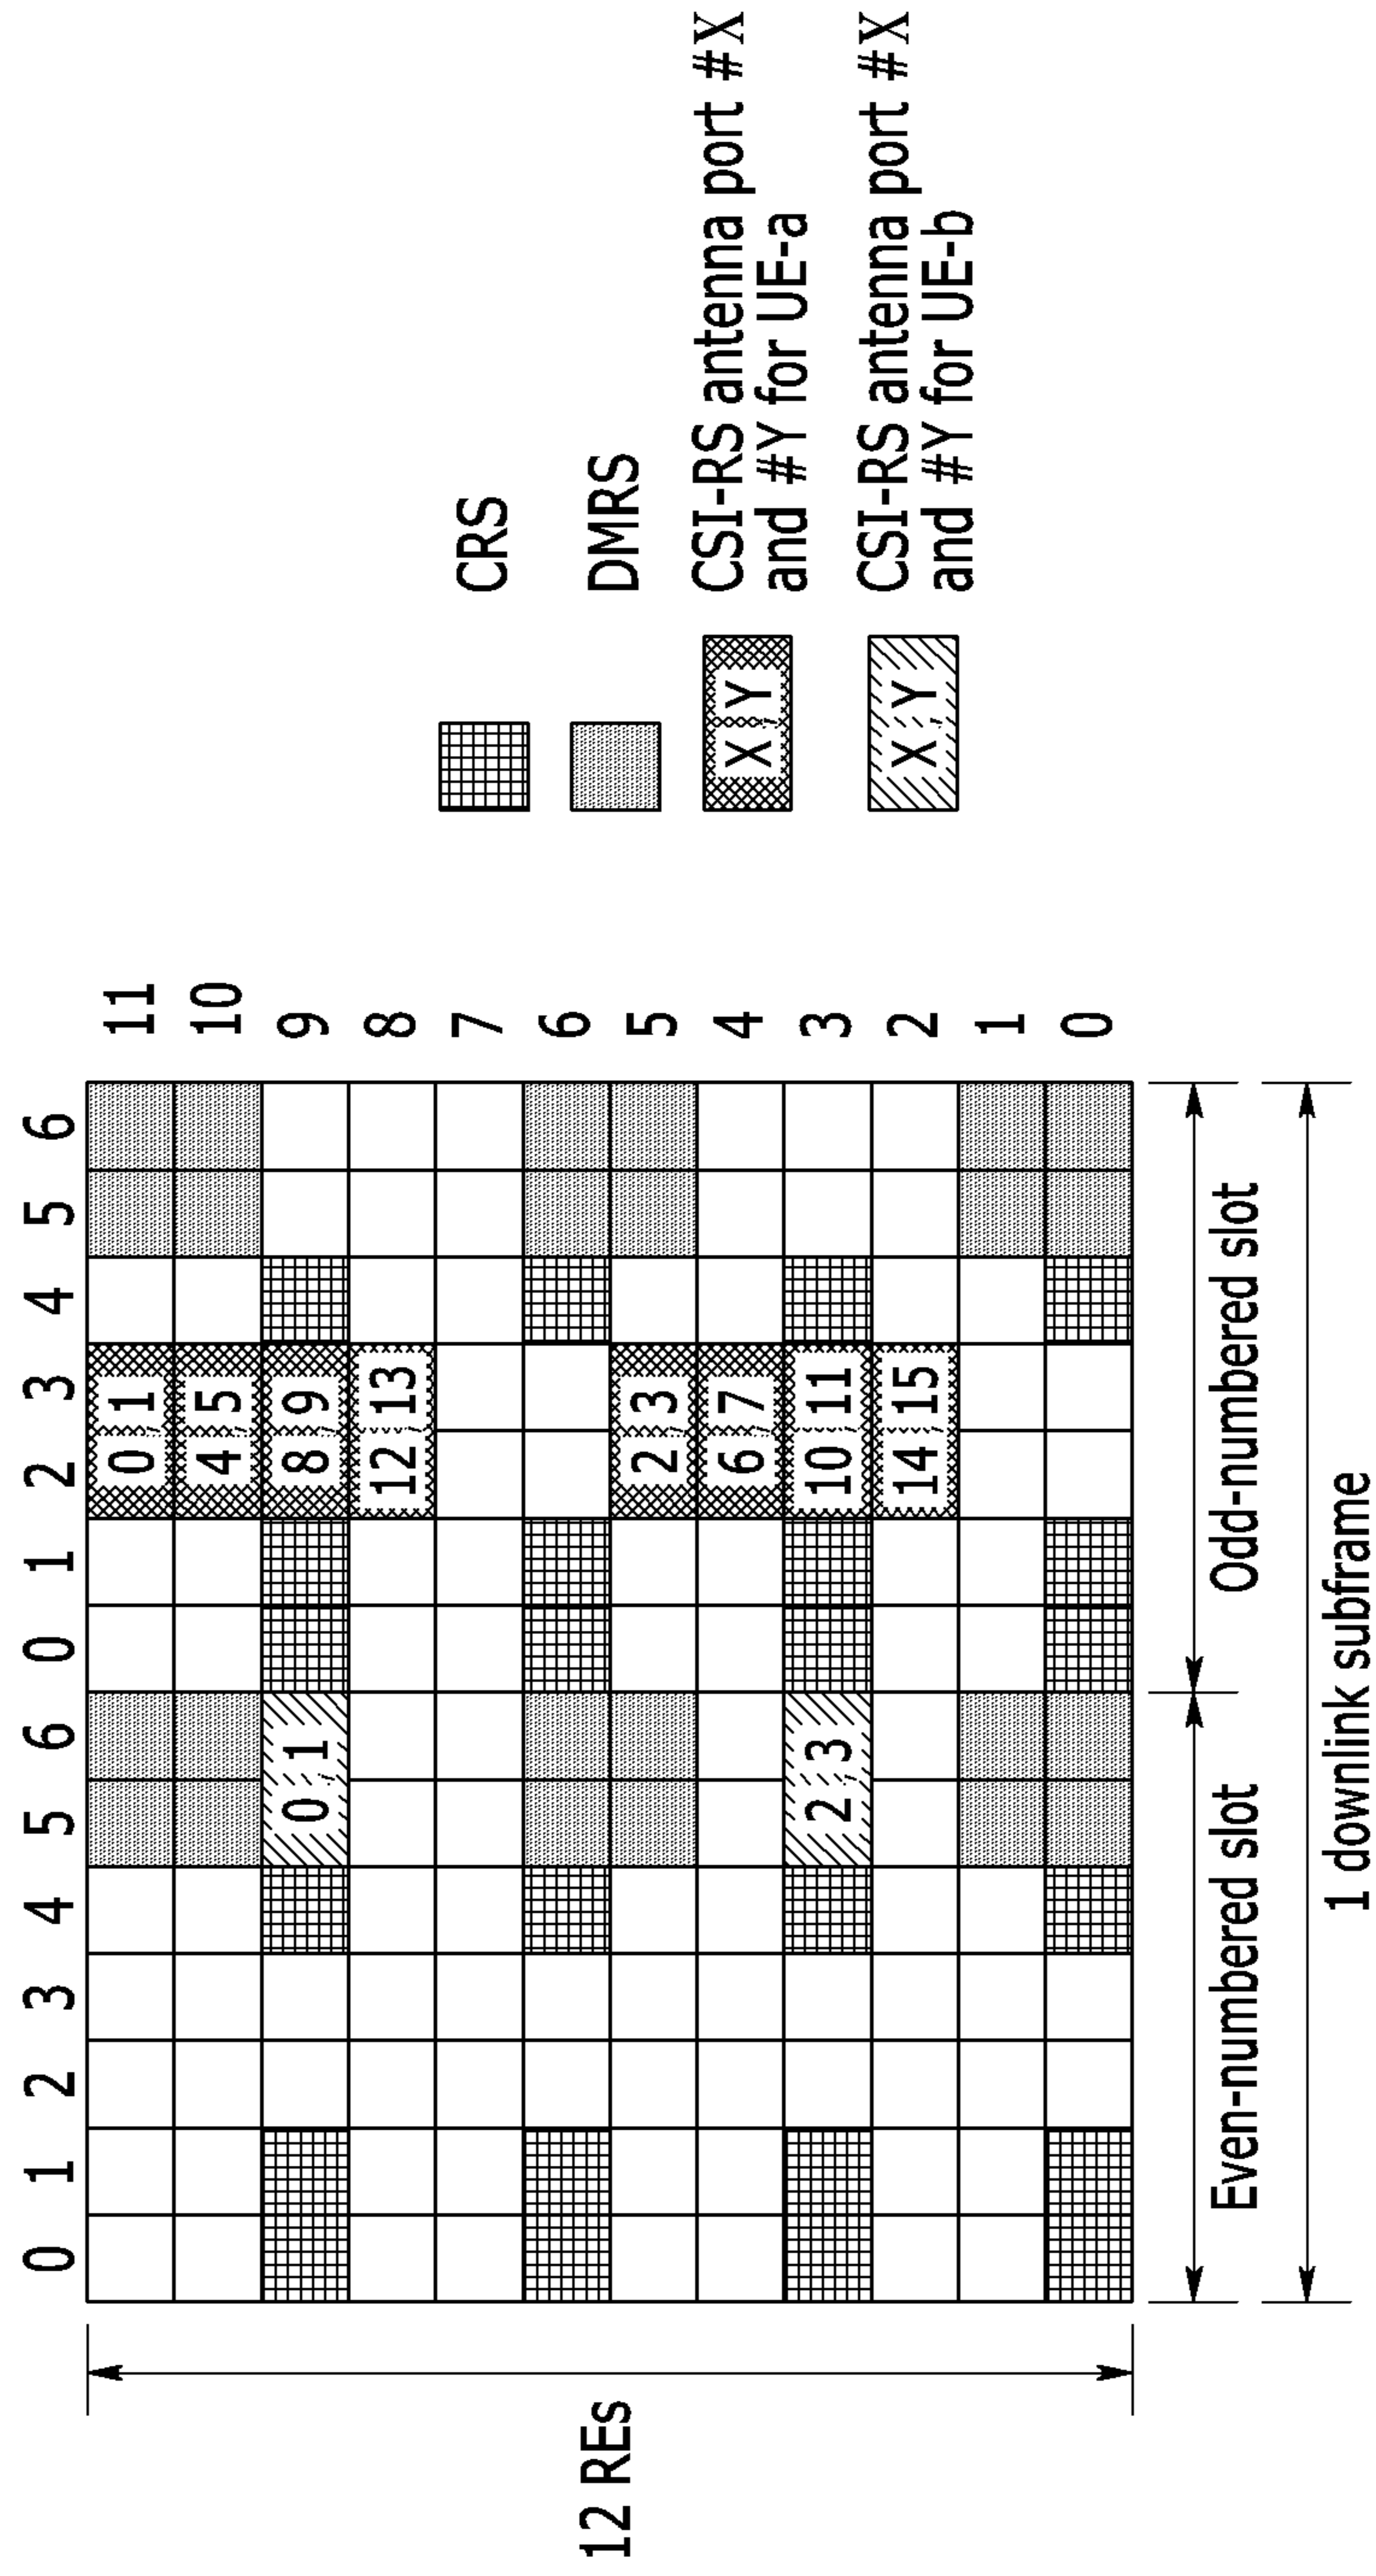 0 1 2 3 4 5 6 0 1 2 3 4 5 6
0,1 11
4,5 10
0,1 8,9 9
12,13 8
7
12 REs
6
2,3 5
6,7 4
2,3 10,11 3
14,15 2
1
0
Even-numbered slot Odd-numbered slot
1 downlink subframe
CRS
DMRS
X,Y CSI-RS antenna port #X
and #Y for UE-a
X,Y CSI-RS antenna port #X
and #Y for UE-b